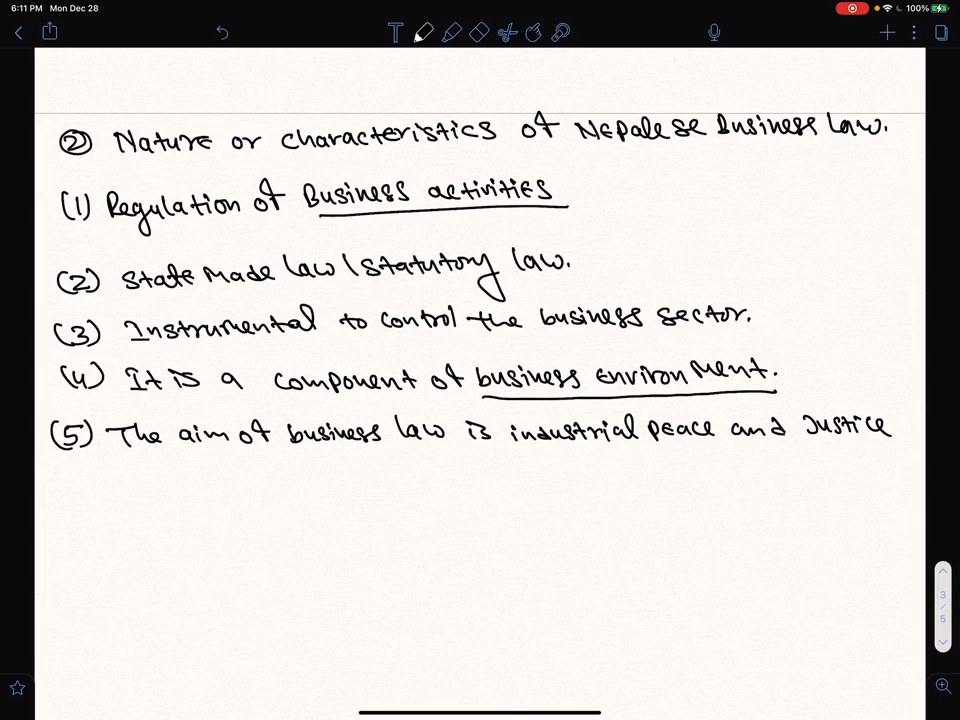 6:11 PM Mon Dec 28
100%
② Nature or characteristics of Nepalese Business Law.
(1) Regulation of Business activities
(2) State Made Law / Statutory Law.
(3) Instrumental to control the business sector.
(4) It is a component of business environment.
(5) The aim of business law is industrial peace and Justice
3
/
5